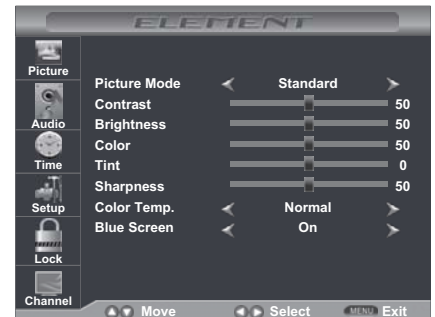 ELEMENT
Picture
Audio
Time
Setup
Lock
Channel
Picture Mode Standard
Contrast 50
Brightness 50
Color 50
Tint 0
Sharpness 50
Color Temp. Normal
Blue Screen On
Move Select MENU Exit